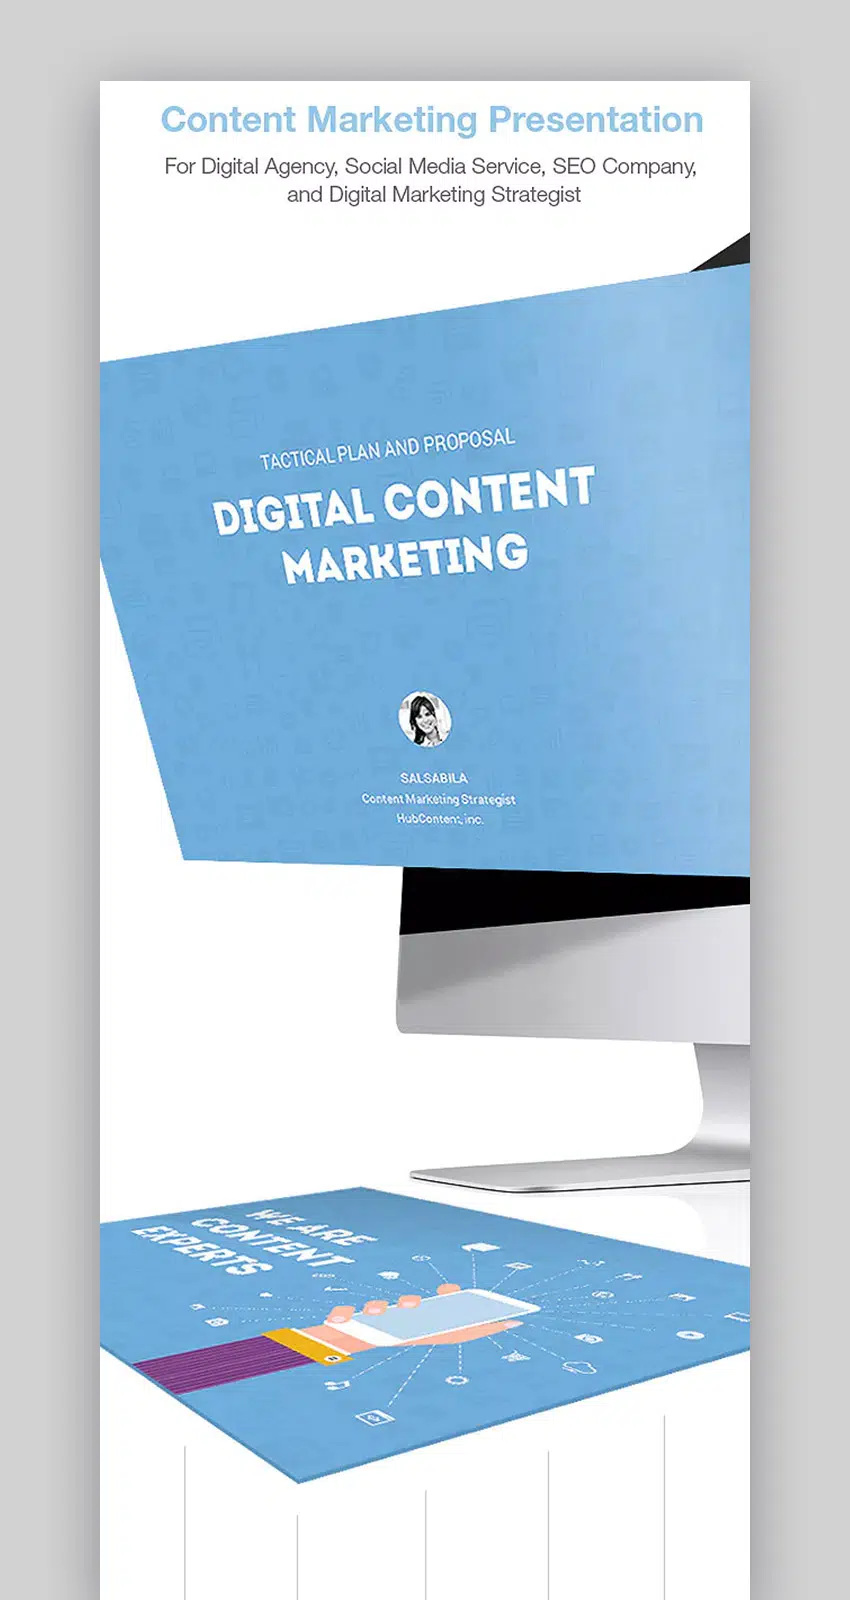 Content Marketing Presentation
For Digital Agency, Social Media Service, SEO Company,
and Digital Marketing Strategist
TACTICAL PLAN AND PROPOSAL
DIGITAL CONTENT
MARKETING
SALSABILA
Content Marketing Strategist
HubContent, inc.
WE ARE
CONTENT
EXPERTS